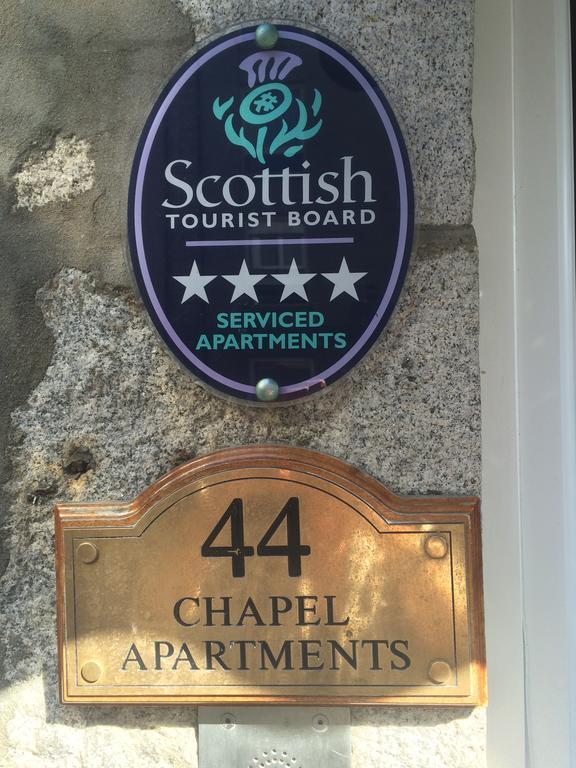 Scottish
TOURIST BOARD
SERVICED
APARTMENTS
44
CHAPEL
APARTMENTS